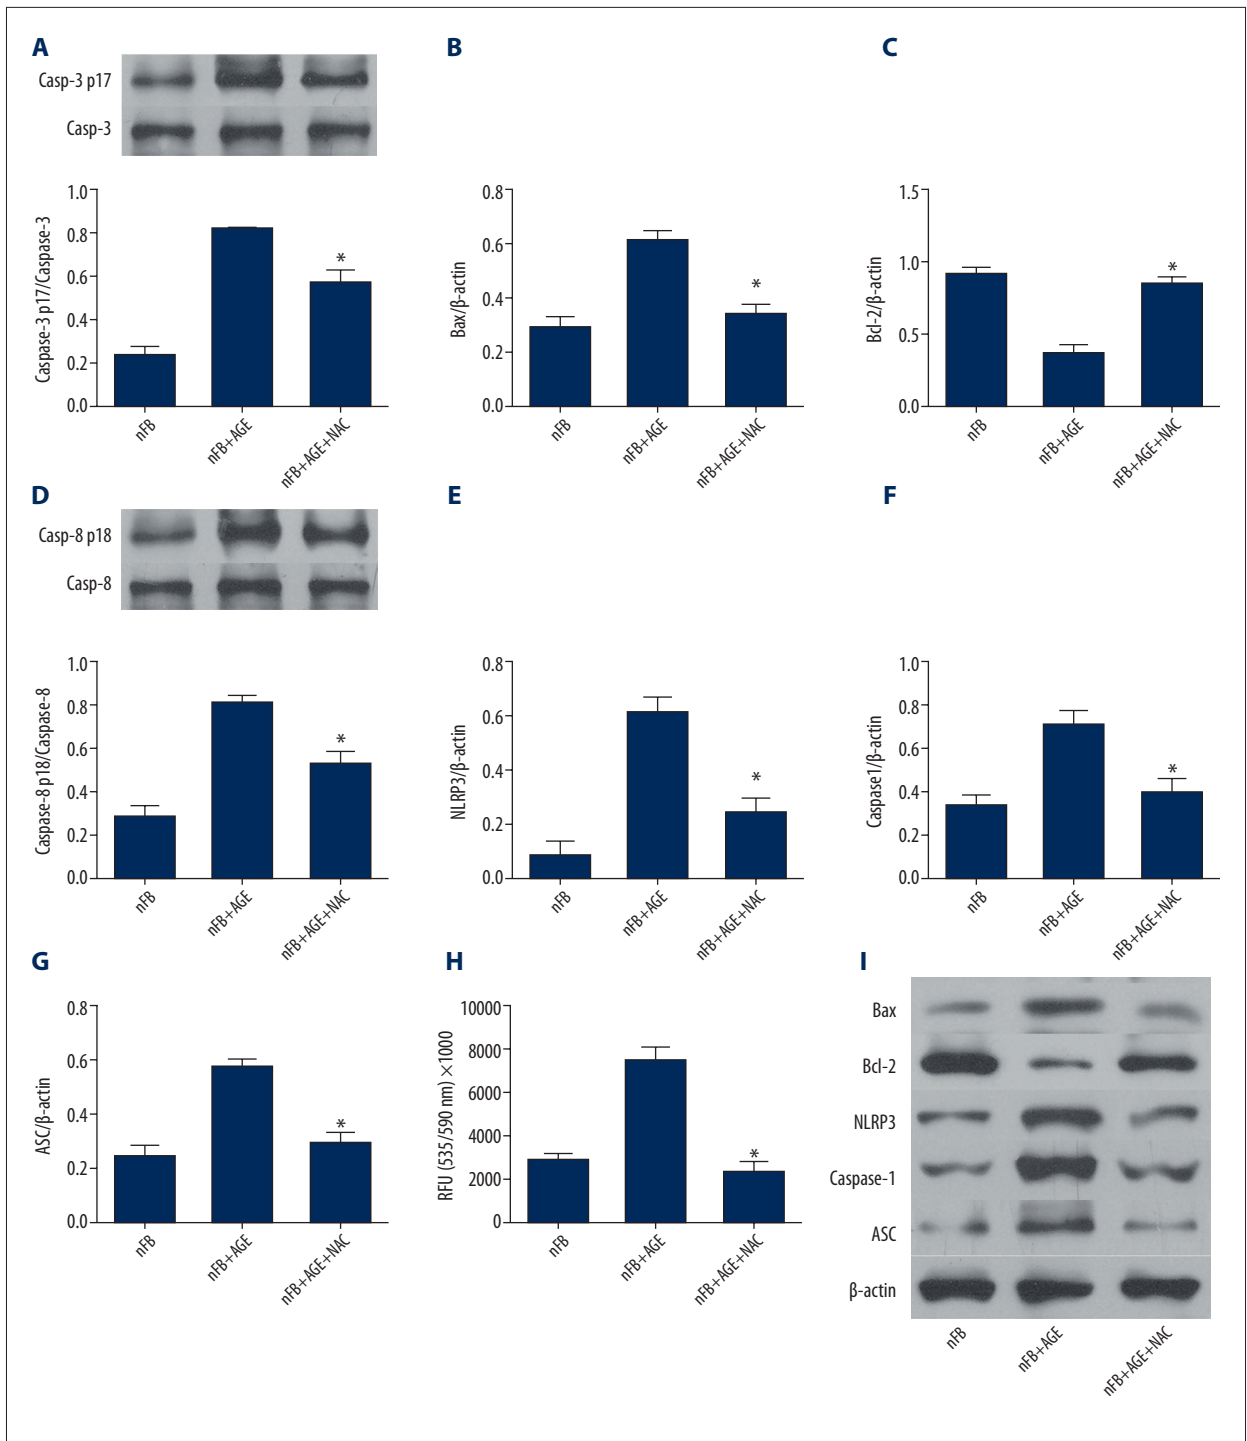 A
Casp-3 p17
Casp-3
Caspase-3 p17/Caspase-3
1.0
0.8
0.6
0.4
0.2
0.0
*
nFB
nFB+AGE
nFB+AGE+NAC
B
Bax/β-actin
0.8
0.6
0.4
0.2
0.0
*
nFB
nFB+AGE
nFB+AGE+NAC
C
Bcl-2/β-actin
1.5
1.0
0.5
0.0
*
nFB
nFB+AGE
nFB+AGE+NAC
D
Casp-8 p18
Casp-8
Caspase-8 p18/Caspase-8
1.0
0.8
0.6
0.4
0.2
0.0
*
nFB
nFB+AGE
nFB+AGE+NAC
E
NLRP3/β-actin
0.8
0.6
0.4
0.2
0.0
*
nFB
nFB+AGE
nFB+AGE+NAC
F
Caspase1/β-actin
1.0
0.8
0.6
0.4
0.2
0.0
*
nFB
nFB+AGE
nFB+AGE+NAC
G
ASC/β-actin
0.8
0.6
0.4
0.2
0.0
*
nFB
nFB+AGE
nFB+AGE+NAC
H
RFU (535/590 nm) ×1000
10000
8000
6000
4000
2000
0
*
nFB
nFB+AGE
nFB+AGE+NAC
I
Bax
Bcl-2
NLRP3
Caspase-1
ASC
β-actin
nFB
nFB+AGE
nFB+AGE+NAC